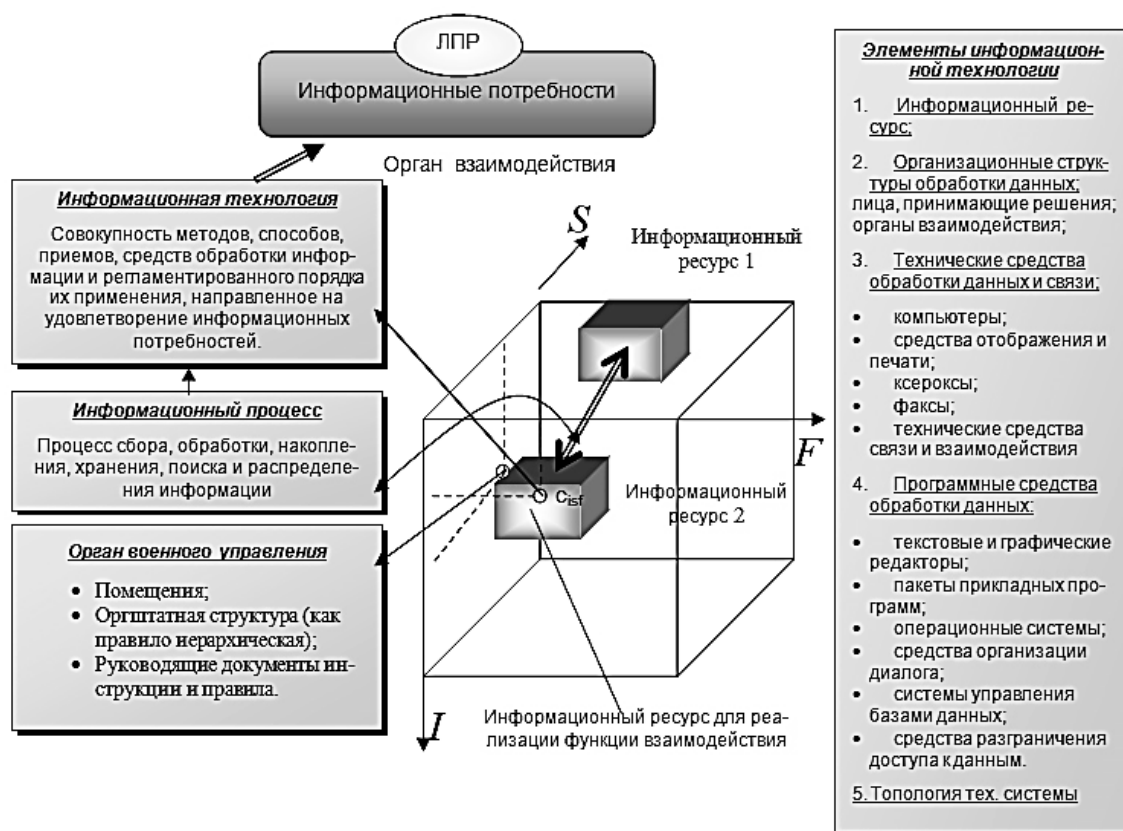 ЛПР
Информационные потребности
Орган взаимодействия
Информационная технология
Совокупность методов, способов,
приемов, средств обработки инфор-
мации и регламентированного порядка
их применения, направленное на
удовлетворение информационных
потребностей.
Информационный процесс
Процесс сбора, обработки, накопле-
ния, хранения, поиска и распределе-
ния информации
Орган военного управления
• Помещения;
• Оргштатная структура (как
правило иерархическая);
• Руководящие документы ин-
струкции и правила.
S
Информационный
ресурс 1
F
C_isf
Информационный
ресурс 2
I
Информационный ресурс для реа-
лизации функции взаимодействия
Элементы информацион-
ной технологии
1. Информационный ре-
сурс;
2. Организационные струк-
туры обработки данных;
лица, принимающие решения;
органы взаимодействия;
3. Технические средства
обработки данных и связи;
• компьютеры;
• средства отображения и
печати;
• ксероксы;
• факсы;
• технические средства
связи и взаимодействия
4. Программные средства
обработки данных:
• текстовые и графические
редакторы;
• пакеты прикладных про-
грамм;
• операционные системы;
• средства организации
диалога;
• системы управления
базами данных;
• средства разграничения
доступа к данным.
5. Топология тех. системы